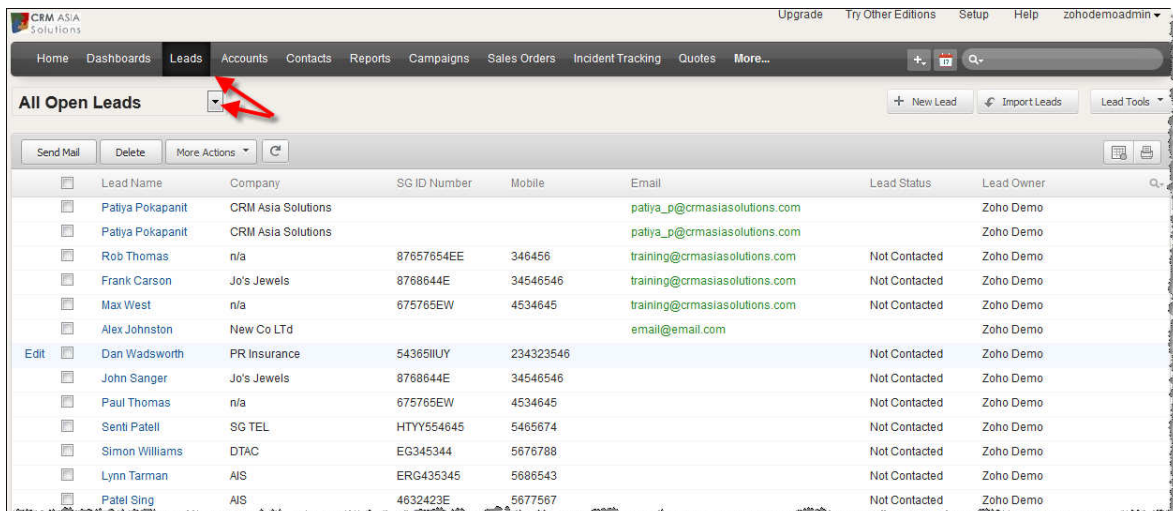 Upgrade Try Other Editions Setup Help zohodemoadmin
CRM ASIA
Solutions
Home Dashboards Leads Accounts Contacts Reports Campaigns Sales Orders Incident Tracking Quotes More...
All Open Leads
+ New Lead Import Leads Lead Tools
Send Mail Delete More Actions
Lead Name Company SG ID Number Mobile Email Lead Status Lead Owner
Patiya Pokapanit CRM Asia Solutions patiya_p@crmasiasolutions.com Zoho Demo
Patiya Pokapanit CRM Asia Solutions patiya_p@crmasiasolutions.com Zoho Demo
Rob Thomas n/a 87657654EE 346456 training@crmasiasolutions.com Not Contacted Zoho Demo
Frank Carson Jo's Jewels 8768644E 34546546 training@crmasiasolutions.com Not Contacted Zoho Demo
Max West n/a 675765EW 4534645 training@crmasiasolutions.com Not Contacted Zoho Demo
Alex Johnston New Co LTd email@email.com Zoho Demo
Edit Dan Wadsworth PR Insurance 54365IIUY 234323546 Not Contacted Zoho Demo
John Sanger Jo's Jewels 8768644E 34546546 Not Contacted Zoho Demo
Paul Thomas n/a 675765EW 4534645 Not Contacted Zoho Demo
Senti Patell SG TEL HTYY554645 5465674 Not Contacted Zoho Demo
Simon Williams DTAC EG345344 5676788 Not Contacted Zoho Demo
Lynn Tarman AIS ERG435345 5686543 Not Contacted Zoho Demo
Patel Sing AIS 4632423E 5677567 Not Contacted Zoho Demo